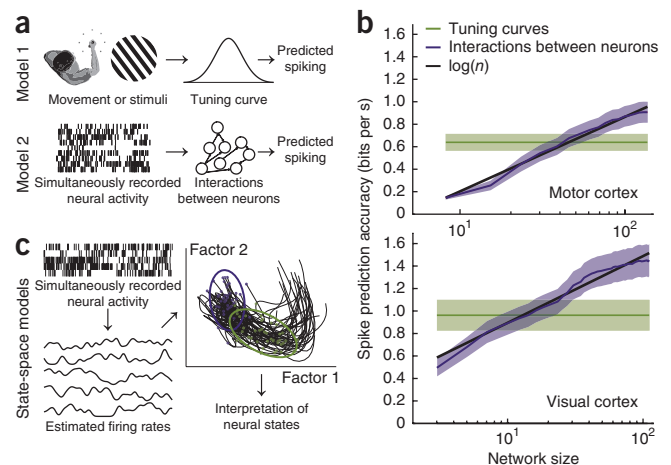 a
Model 1
Movement or stimuli
Tuning curve
Predicted
spiking
Model 2
Simultaneously recorded
neural activity
Interactions
between neurons
Predicted
spiking
b
Tuning curves
Interactions between neurons
log(n)
Spike prediction accuracy (bits per s)
1.6
1.4
1.2
1.0
0.8
0.6
0.4
0.2
0
10¹
10²
Motor cortex
1.6
1.4
1.2
1.0
0.8
0.6
0.4
0.2
0
10¹
10²
Visual cortex
Network size
c
State-space models
Simultaneously recorded
neural activity
Estimated firing rates
Factor 2
Factor 1
Interpretation of
neural states